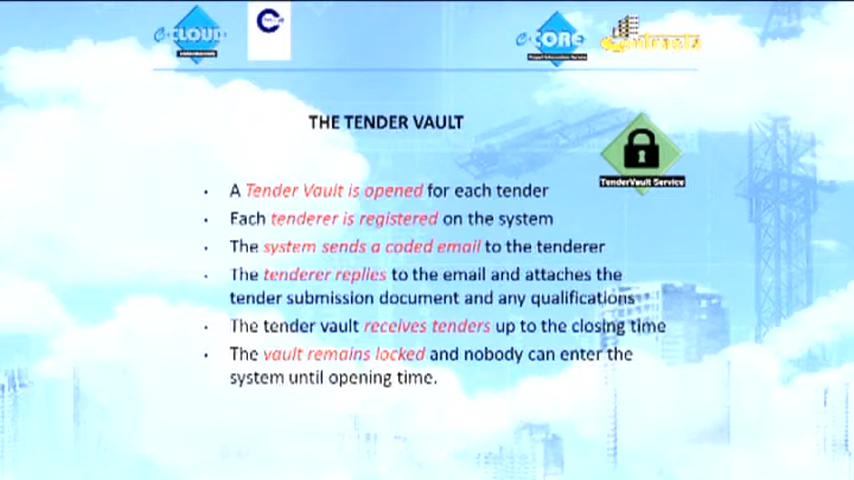 e-CLOUD
e-CORE
THE TENDER VAULT
TenderVault Service
· A Tender Vault is opened for each tender
· Each tenderer is registered on the system
· The system sends a coded email to the tenderer
· The tenderer replies to the email and attaches the
tender submission document and any qualifications
· The tender vault receives tenders up to the closing time
· The vault remains locked and nobody can enter the
system until opening time.